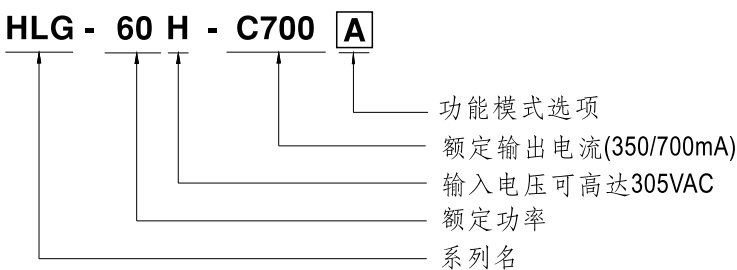 HLG - 60 H - C700 A
功能模式选项
额定输出电流(350/700mA)
输入电压可高达305VAC
额定功率
系列名